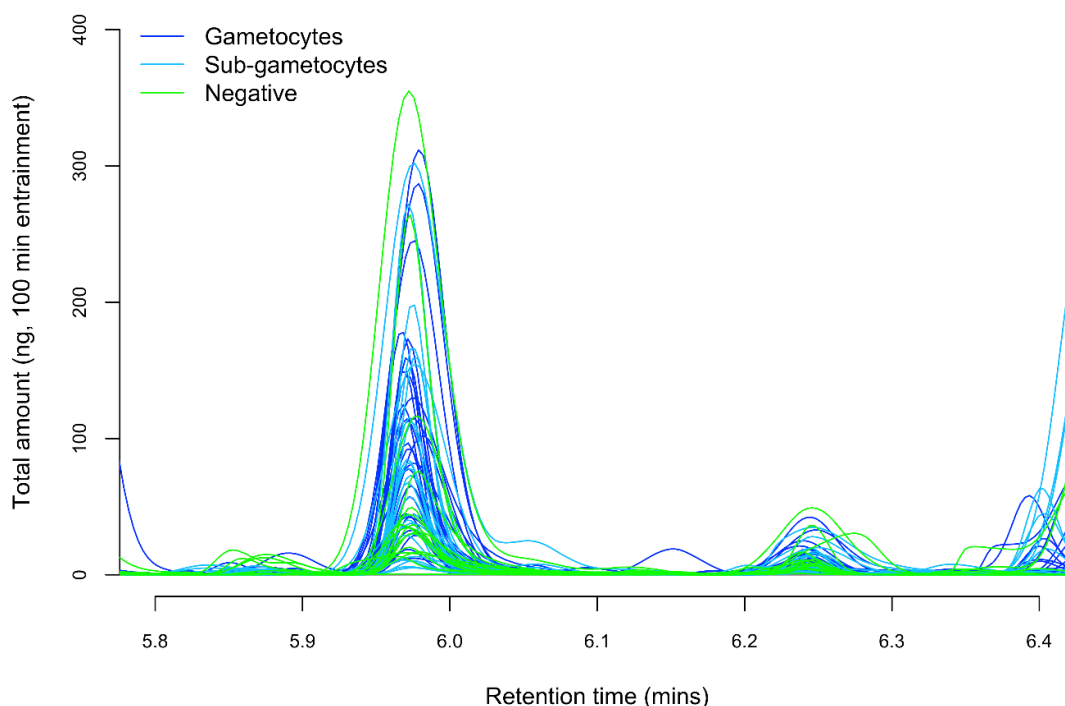 400
300
200
100
0
Total amount (ng, 100 min entrainment)
Gametocytes
Sub-gametocytes
Negative
5.8 5.9 6.0 6.1 6.2 6.3 6.4
Retention time (mins)